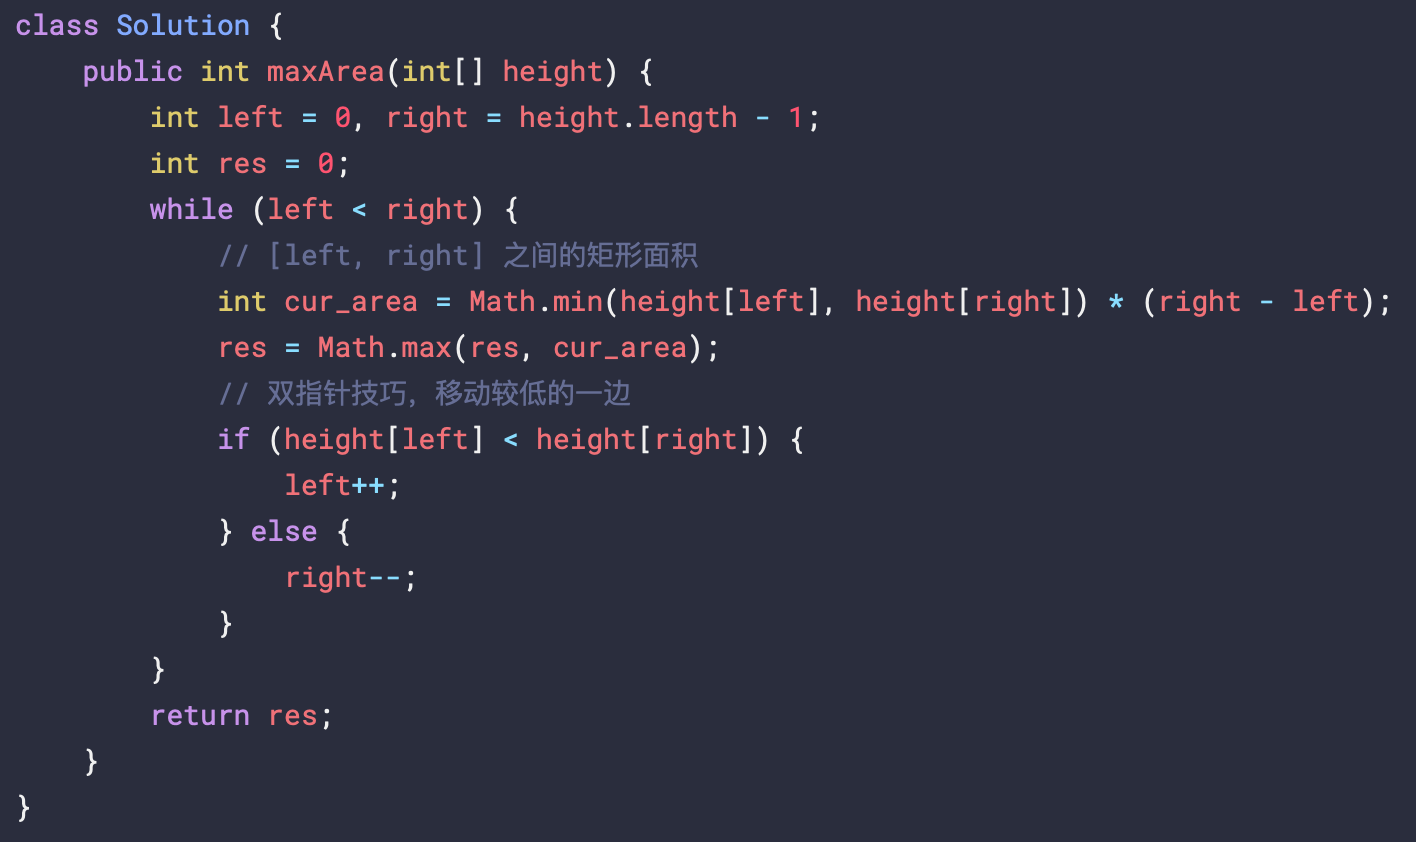 class Solution {
    public int maxArea(int[] height) {
        int left = 0, right = height.length - 1;
        int res = 0;
        while (left < right) {
            // [left, right] 之间的矩形面积
            int cur_area = Math.min(height[left], height[right]) * (right - left);
            res = Math.max(res, cur_area);
            // 双指针技巧，移动较低的一边
            if (height[left] < height[right]) {
                left++;
            } else {
                right--;
            }
        }
        return res;
    }
}